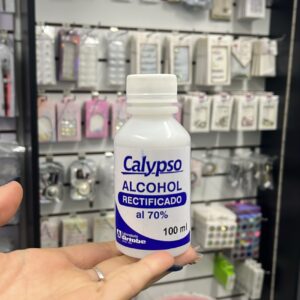 Calypso
ALCOHOL
RECTIFICADO
al 70%
100 ml